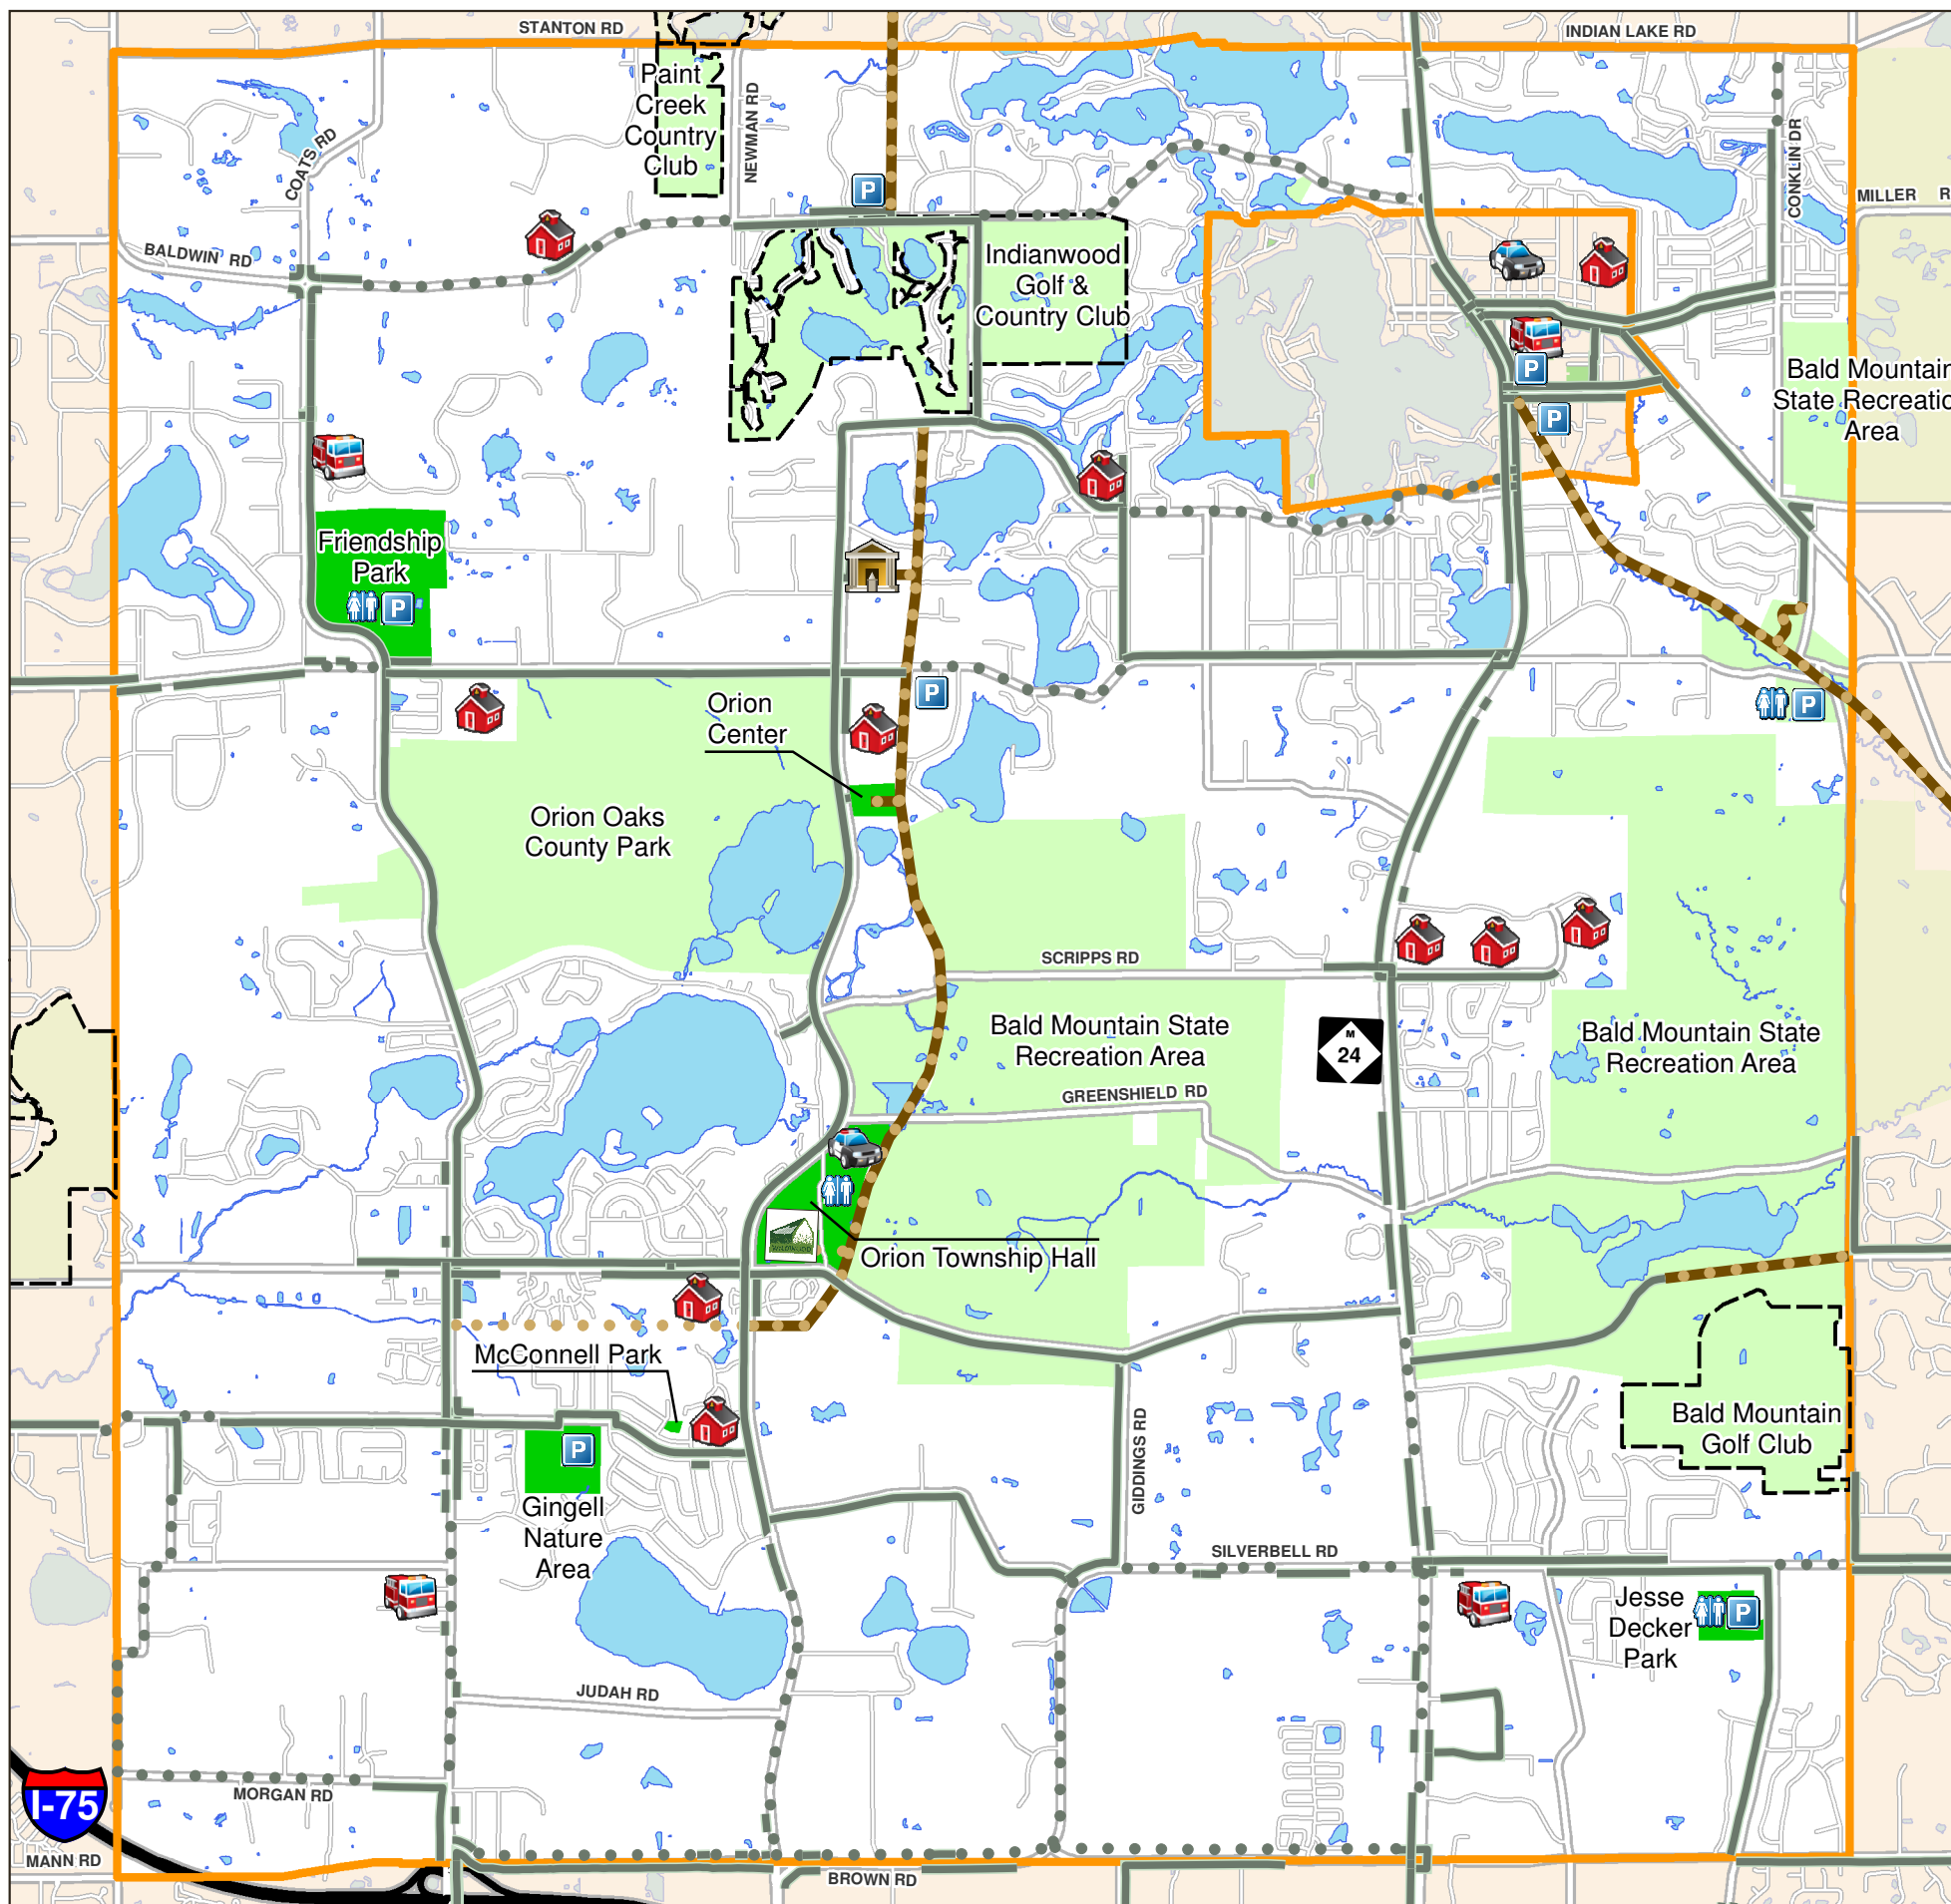 STANTON RD
INDIAN LAKE RD
Paint
Creek
Country
Club
NEWMAN RD
COATS RD
CONKLIN DR
MILLER R
P
BALDWIN RD
Indianwood
Golf &
Country Club
P
P
Bald Mountain
State Recreatio
Area
Friendship
Park
P
Orion
Center
P
P
Orion Oaks
County Park
SCRIPPS RD
Bald Mountain State
Recreation Area
M
24
Bald Mountain State
Recreation Area
GREENSHIELD RD
WILDWOOD
Orion Township Hall
McConnell Park
GIDDINGS RD
Bald Mountain
Golf Club
P
Gingell
Nature
Area
SILVERBELL RD
Jesse
Decker
Park
P
JUDAH RD
MORGAN RD
I-75
MANN RD
BROWN RD